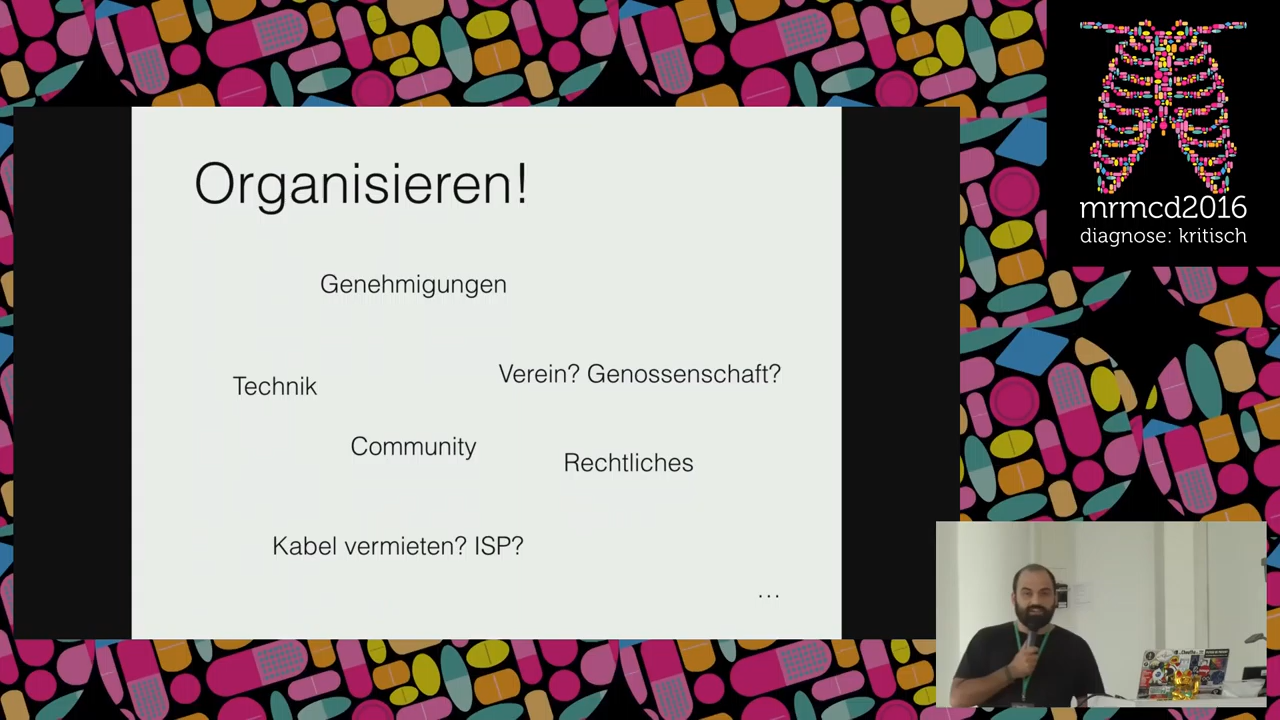 Organisieren!
Genehmigungen
Verein? Genossenschaft?
Technik
Community
Rechtliches
Kabel vermieten? ISP?
...
mrmcd2016
diagnose: kritisch